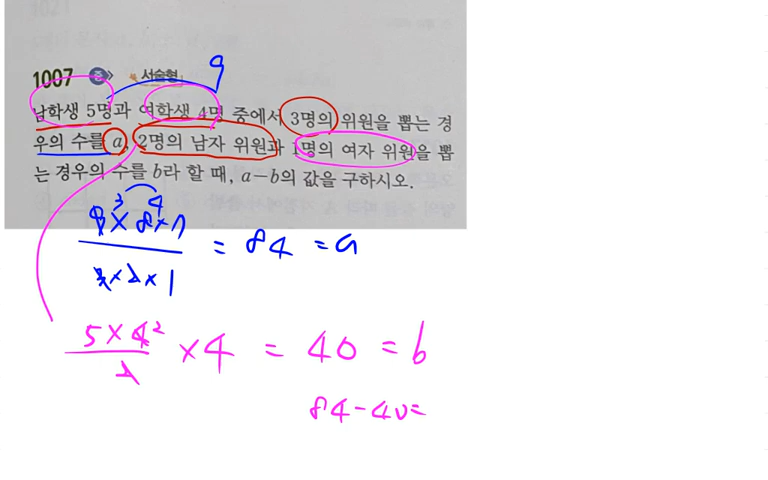 1007 중 서술형
9
남학생 5명과 여학생 4명 중에서 3명의 위원을 뽑는 경
우의 수를 a, 2명의 남자 위원과 1명의 여자 위원을 뽑
는 경우의 수를 b라 할 때, a-b의 값을 구하시오.
3 4
9×8×7
3×2×1
= 84 = a
5×4²
2
×4 = 40 = b
84-40=